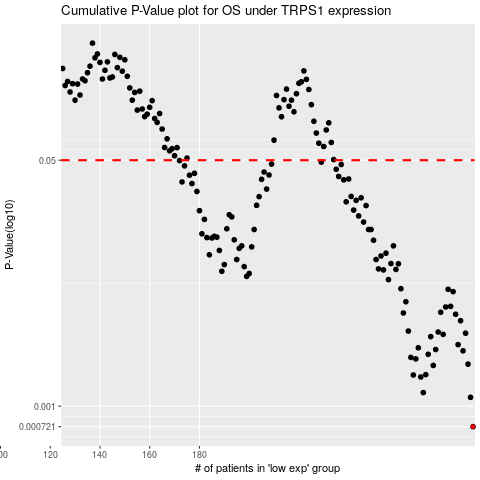 Cumulative P-Value plot for OS under TRPS1 expression
P-Value(log10)
0.05
0.001
0.000721
00 120 140 160 180
# of patients in 'low exp' group